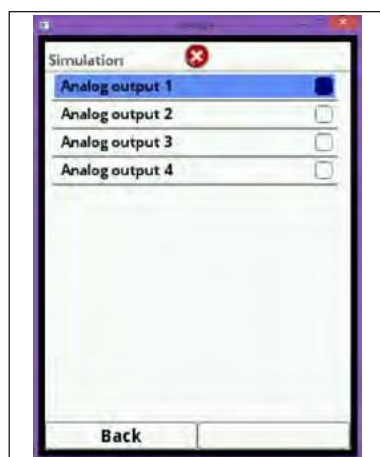 Simulation
Analog output 1
Analog output 2
Analog output 3
Analog output 4
Back